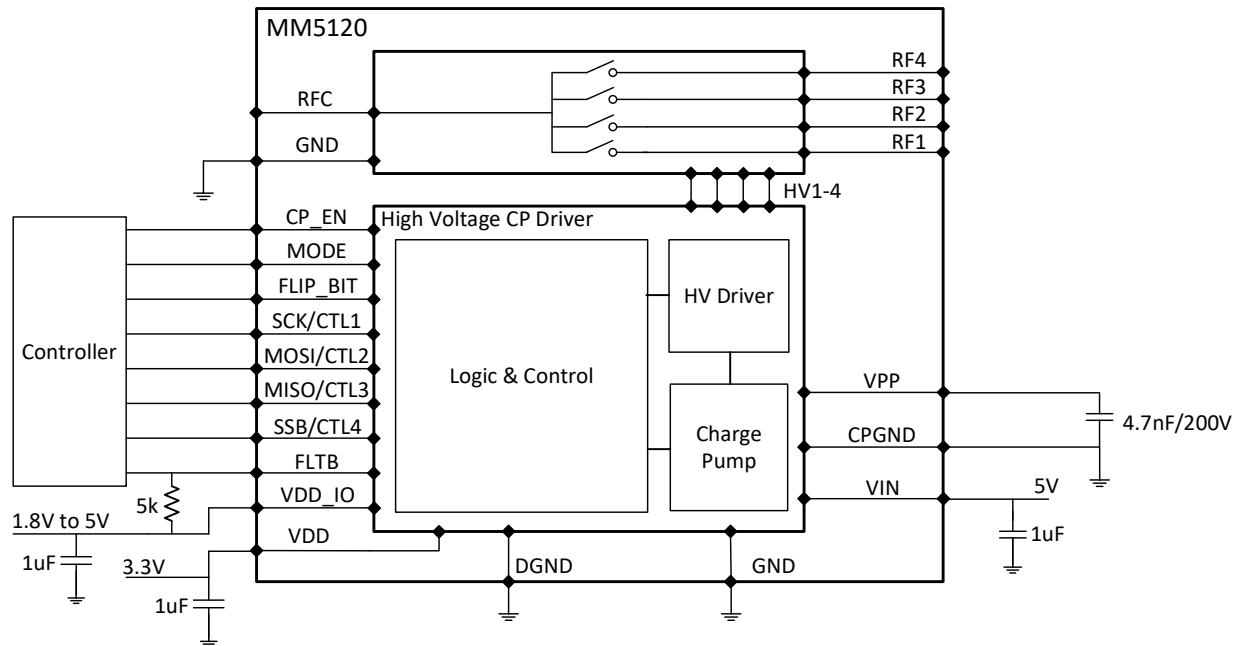 MM5120
RF4
RF3
RFC
RF2
RF1
GND
HV1-4
CP_EN
High Voltage CP Driver
MODE
FLIP_BIT
HV Driver
SCK/CTL1
Controller
MOSI/CTL2
Logic & Control
VPP
MISO/CTL3
4.7nF/200V
SSB/CTL4
Charge
Pump
CPGND
FLTB
VIN
5V
5k
VDD_IO
1.8V to 5V
1uF
VDD
1uF
3.3V
DGND
GND
1uF